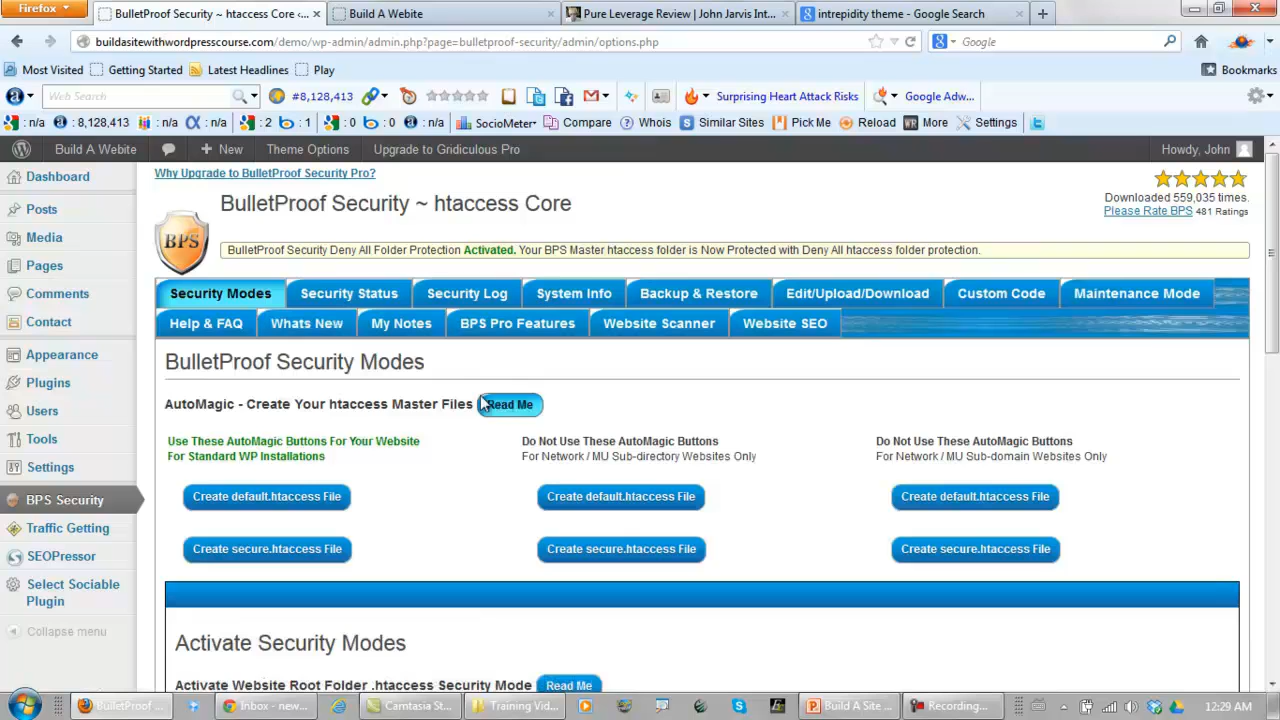 Firefox
BulletProof Security ~ htaccess Core ‹...
Build A Webite
Pure Leverage Review | John Jarvis Int...
intrepidity theme - Google Search
buildasitewithwordpresscorse.com/demo/wp-admin/admin.php?page=bulletproof-security/admin/options.php
Google
Most Visited
Getting Started
Latest Headlines
Play
Bookmarks
Web Search
#8,128,413
Surprising Heart Attack Risks
Google Adw...
: n/a
: 8,128,413
: n/a
: n/a
: 2
: 1
: 0
: 0
: n/a
SocioMeter
Compare
Whois
Similar Sites
Pick Me
Reload
More
Settings
Build A Webite
New
Theme Options
Upgrade to Gridiculous Pro
Howdy, John
Dashboard
Posts
Media
Pages
Comments
Contact
Appearance
Plugins
Users
Tools
Settings
BPS Security
Traffic Getting
SEOPressor
Select Sociable
Plugin
Collapse menu
Why Upgrade to BulletProof Security Pro?
BPS
BulletProof Security ~ htaccess Core
Downloaded 559,035 times.
Please Rate BPS 481 Ratings
BulletProof Security Deny All Folder Protection Activated. Your BPS Master htaccess folder is Now Protected with Deny All htaccess folder protection.
Security Modes
Security Status
Security Log
System Info
Backup & Restore
Edit/Upload/Download
Custom Code
Maintenance Mode
Help & FAQ
Whats New
My Notes
BPS Pro Features
Website Scanner
Website SEO
BulletProof Security Modes
AutoMagic - Create Your htaccess Master Files
Read Me
Use These AutoMagic Buttons For Your Website
For Standard WP Installations
Do Not Use These AutoMagic Buttons
For Network / MU Sub-directory Websites Only
Do Not Use These AutoMagic Buttons
For Network / MU Sub-domain Websites Only
Create default.htaccess File
Create default.htaccess File
Create default.htaccess File
Create secure.htaccess File
Create secure.htaccess File
Create secure.htaccess File
Activate Security Modes
Activate Website Root Folder .htaccess Security Mode
Read Me
BulletProof ...
Inbox - new...
Camtasia St...
Training Vid...
Build A Site ...
Recording...
12:29 AM